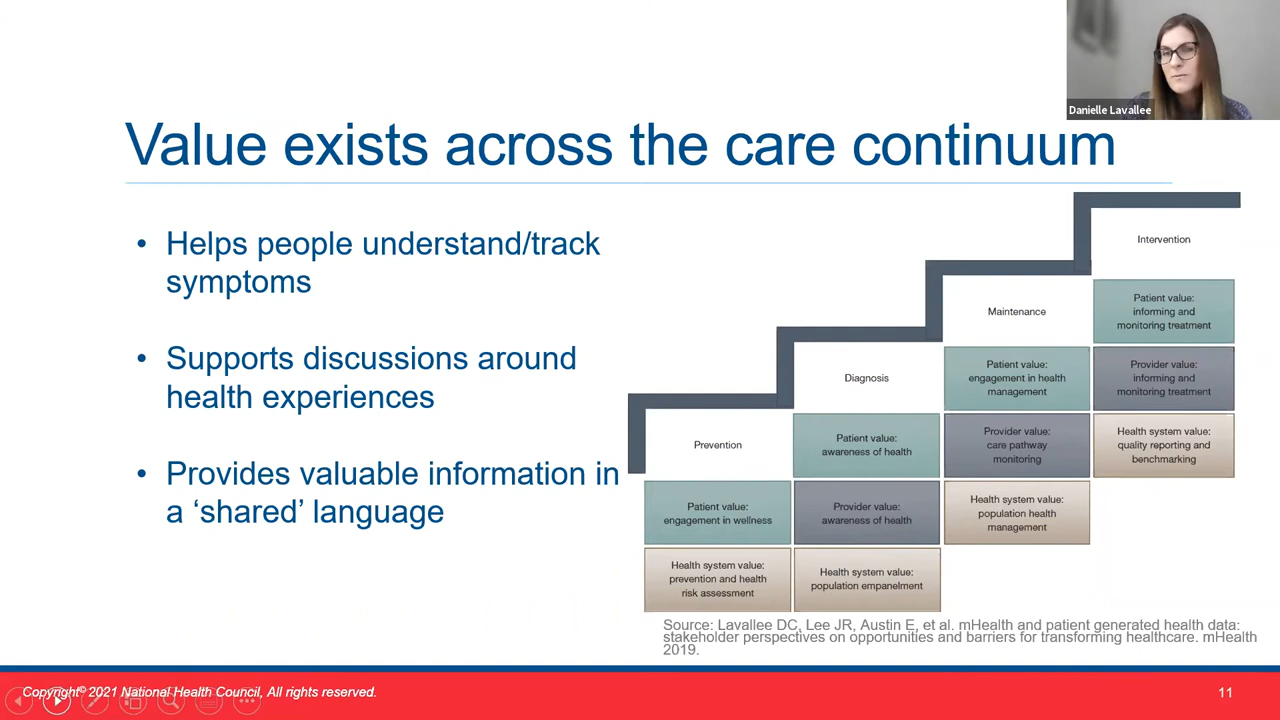 Danielle Lavallee
Value exists across the care continuum
• Helps people understand/track
symptoms
• Supports discussions around
health experiences
• Provides valuable information in
a ‘shared’ language
Prevention
Patient value:
engagement in wellness
Health system value:
prevention and health
risk assessment
Diagnosis
Patient value:
awareness of health
Provider value:
awareness of health
Health system value:
population empanelment
Maintenance
Patient value:
engagement in health
management
Provider value:
care pathway
monitoring
Health system value:
population health
management
Intervention
Patient value:
informing and
monitoring treatment
Provider value:
informing and
monitoring treatment
Health system value:
quality reporting and
benchmarking
Source: Lavallee DC, Lee JR, Austin E, et al. mHealth and patient generated health data:
stakeholder perspectives on opportunities and barriers for transforming healthcare. mHealth
2019.
Copyright© 2021 National Health Council, All rights reserved.
11